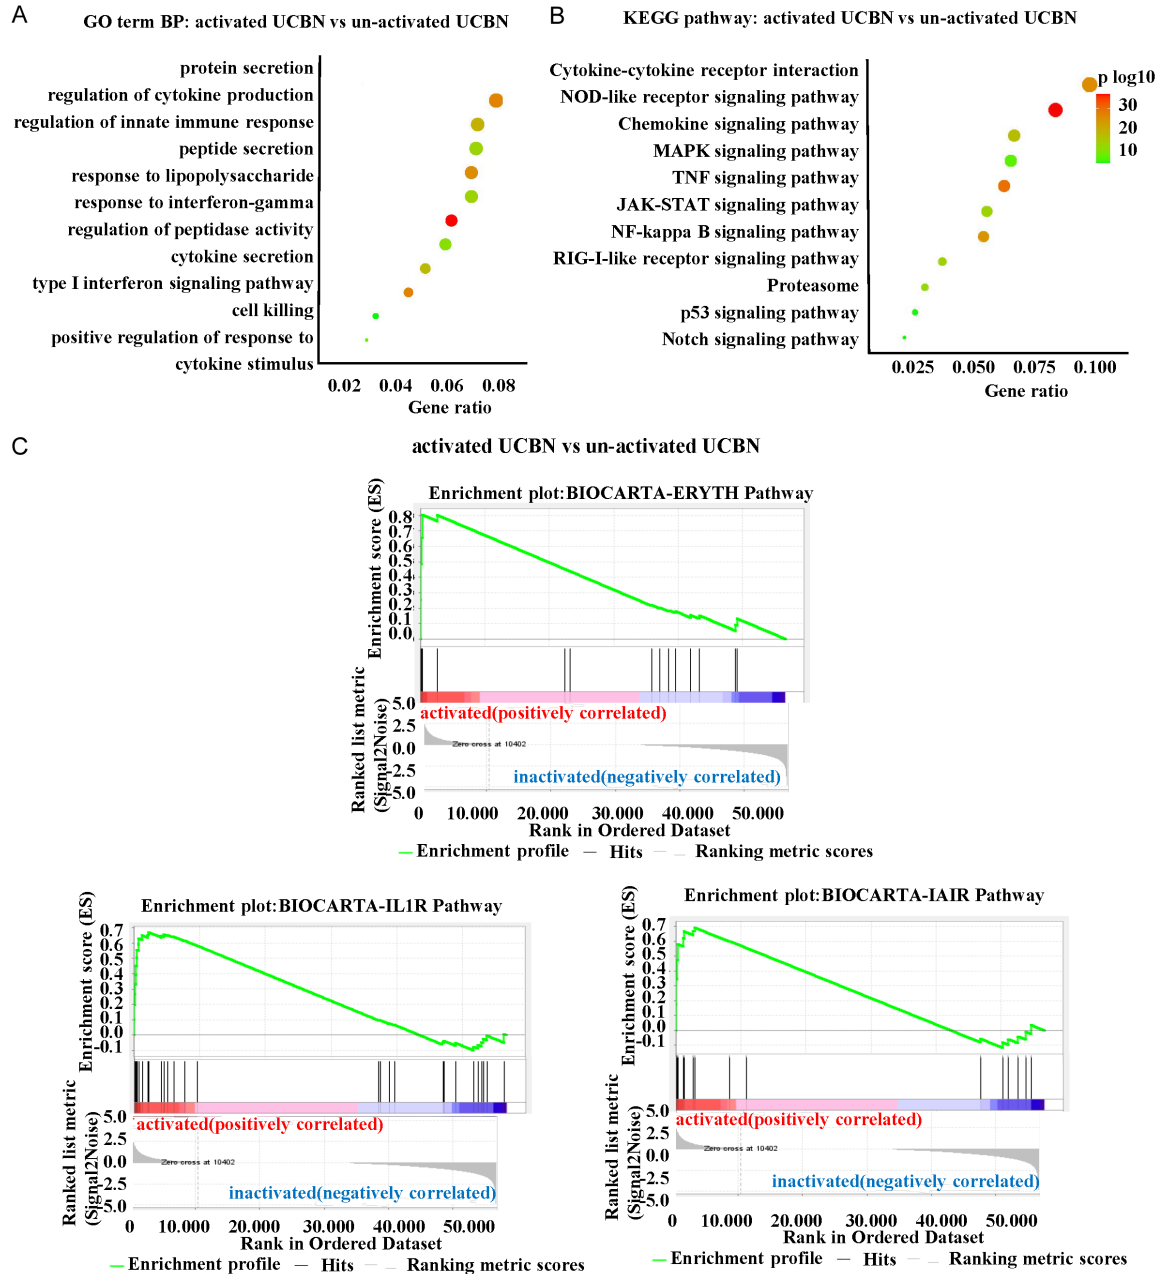 A
GO term BP: activated UCBN vs un-activated UCBN
protein secretion
regulation of cytokine production
regulation of innate immune response
peptide secretion
response to lipopolysaccharide
response to interferon-gamma
regulation of peptidase activity
cytokine secretion
type I interferon signaling pathway
cell killing
positive regulation of response to
cytokine stimulus
0.02 0.04 0.06 0.08
Gene ratio
B
KEGG pathway: activated UCBN vs un-activated UCBN
Cytokine-cytokine receptor interaction
NOD-like receptor signaling pathway
Chemokine signaling pathway
MAPK signaling pathway
TNF signaling pathway
JAK-STAT signaling pathway
NF-kappa B signaling pathway
RIG-I-like receptor signaling pathway
Proteasome
p53 signaling pathway
Notch signaling pathway
0.025 0.050 0.075 0.100
Gene ratio
p log10
30
20
10
C
activated UCBN vs un-activated UCBN
Enrichment plot:BIOCARTA-ERYTH Pathway
Enrichment score (ES)
0.8
0.7
0.6
0.5
0.4
0.3
0.2
0.1
0.0
Ranked list metric
(Signal2Noise)
5.0
2.5
0.0
-2.5
-5.0
activated(positively correlated)
Zero cross at 10402
inactivated(negatively correlated)
0 10.000 20.000 30.000 40.000 50.000
Rank in Ordered Dataset
Enrichment profile Hits Ranking metric scores
Enrichment plot:BIOCARTA-IL1R Pathway
Enrichment score (ES)
0.7
0.6
0.5
0.4
0.3
0.2
0.1
0.0
-0.1
Ranked list metric
(Signal2Noise)
5.0
2.5
0.0
-2.5
-5.0
activated(positively correlated)
Zero cross at 10402
inactivated(negatively correlated)
0 10.000 20.000 30.000 40.000 50.000
Rank in Ordered Dataset
Enrichment profile Hits Ranking metric scores
Enrichment plot:BIOCARTA-IAIR Pathway
Enrichment score (ES)
0.7
0.6
0.5
0.4
0.3
0.2
0.1
0.0
-0.1
Ranked list metric
(Signal2Noise)
5.0
2.5
0.0
-2.5
-5.0
activated(positively correlated)
Zero cross at 10402
inactivated(negatively correlated)
0 10.000 20.000 30.000 40.000 50.000
Rank in Ordered Dataset
Enrichment profile Hits Ranking metric scores